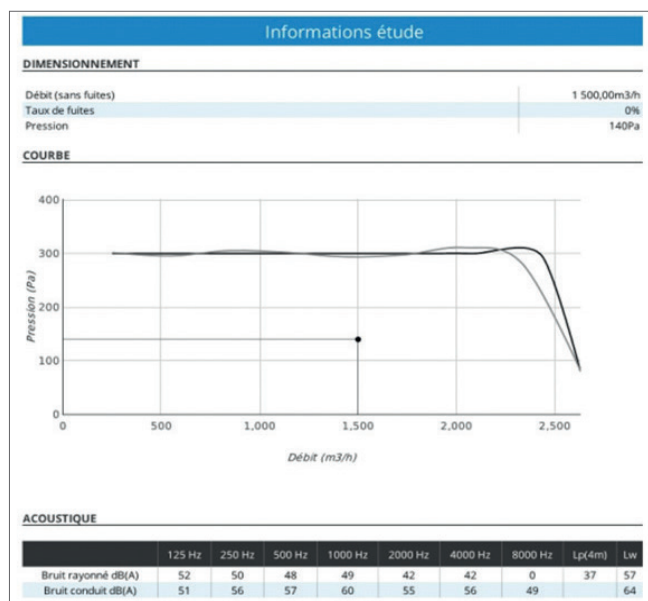 Informations étude
DIMENSIONNEMENT
Débit (sans fuites) 1 500,00m3/h
Taux de fuites 0%
Pression 140Pa
COURBE
400
300
200
100
0
Pression (Pa)
0 500 1,000 1,500 2,000 2,500
Débit (m3/h)
ACOUSTIQUE
125 Hz 250 Hz 500 Hz 1000 Hz 2000 Hz 4000 Hz 8000 Hz Lp(4m) Lw
Bruit rayonné dB(A) 52 50 48 49 42 42 0 37 57
Bruit conduit dB(A) 51 56 57 60 55 56 49 64